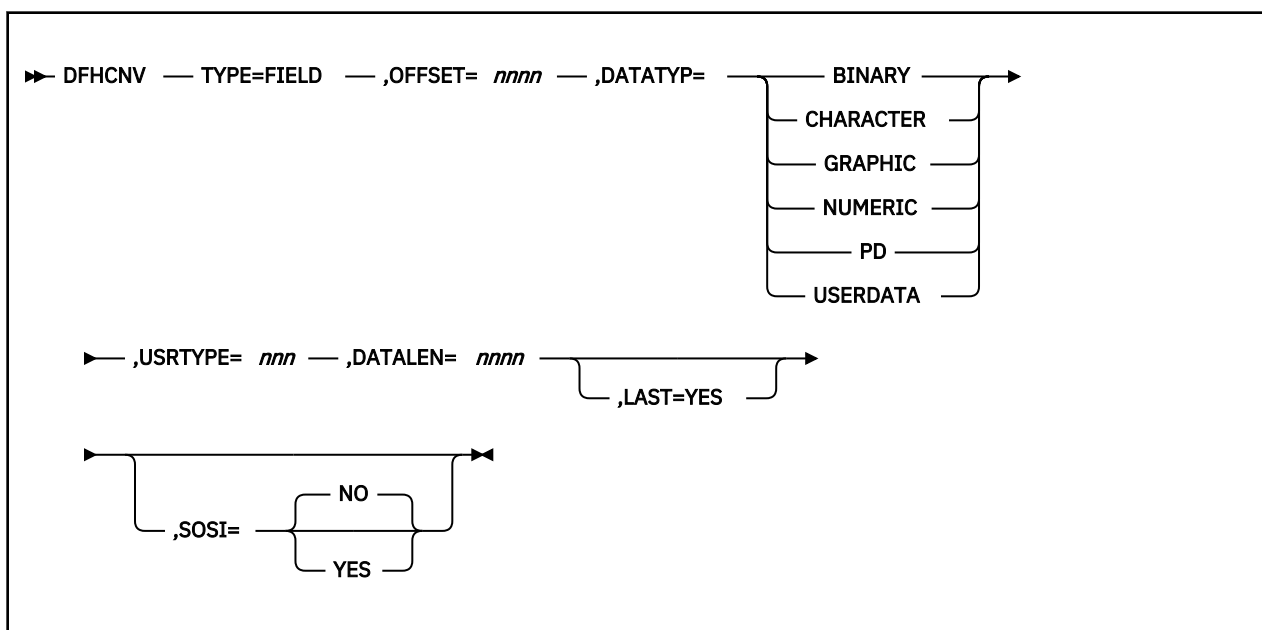 DFHCNV TYPE=FIELD ,OFFSET= nnnn ,DATATYP= BINARY
CHARACTER
GRAPHIC
NUMERIC
PD
USERDATA
,USRTYPE= nnn ,DATALEN= nnnn
,LAST=YES
NO
,SOSI=
YES